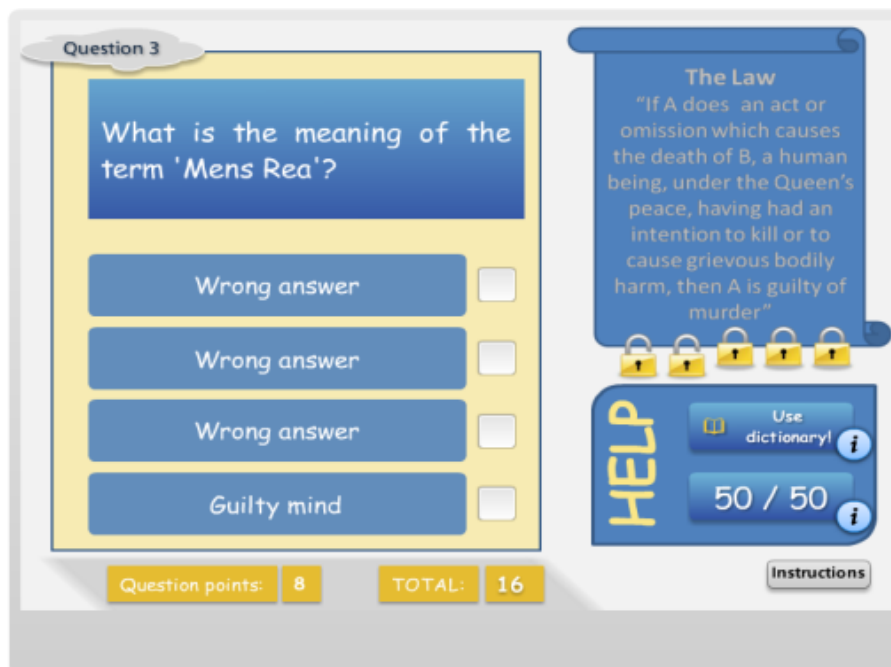 Question 3
What is the meaning of the
term 'Mens Rea'?
Wrong answer
Wrong answer
Wrong answer
Guilty mind
Question points: 8
TOTAL: 16
The Law
"If A does an act or
omission which causes
the death of B, a human
being, under the Queen's
peace, having had an
intention to kill or to
cause grievous bodily
harm, then A is guilty of
murder"
HELP
Use
dictionary!
i
50 / 50
i
Instructions